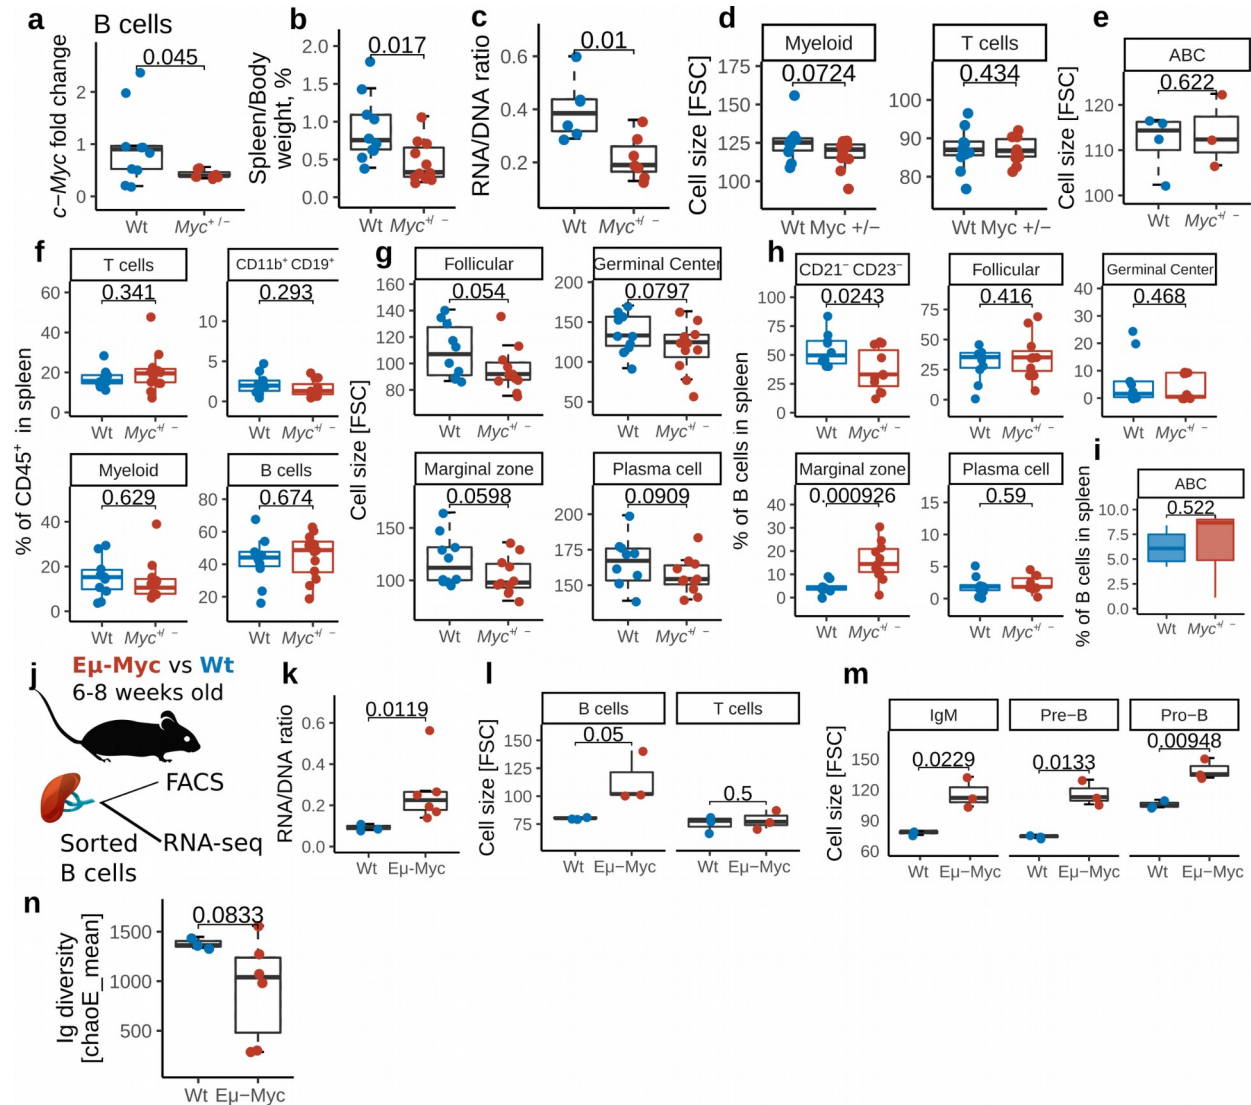 a
B cells
c-Myc fold change
0.045
2
1
0
Wt
Myc+/−
b
Spleen/Body
weight, %
0.017
2.0
1.5
1.0
0.5
0.0
Wt
Myc+/−
c
RNA/DNA ratio
0.01
0.6
0.4
0.2
Wt
Myc+/−
d
Cell size [FSC]
Myeloid
0.0724
175
150
125
100
Wt
Myc +/−
T cells
0.434
100
90
80
Wt
Myc +/−
e
Cell size [FSC]
ABC
0.622
120
110
100
Wt
Myc+/−
f
% of CD45+ in spleen
T cells
0.341
60
40
20
0
Wt
Myc+/−
CD11b+ CD19+
0.293
10
5
0
Wt
Myc+/−
Myeloid
0.629
40
20
0
Wt
Myc+/−
B cells
0.674
80
60
40
20
Wt
Myc+/−
g
Cell size [FSC]
Follicular
0.054
160
140
120
100
80
Wt
Myc+/−
Germinal Center
0.0797
200
150
100
50
Wt
Myc+/−
Marginal zone
0.0598
150
100
Wt
Myc+/−
Plasma cell
0.0909
200
175
150
125
Wt
Myc+/−
h
% of B cells in spleen
CD21− CD23−
0.0243
100
75
50
25
0
Wt
Myc+/−
Follicular
0.416
75
50
25
0
Wt
Myc+/−
Germinal Center
0.468
40
20
0
Wt
Myc+/−
Marginal zone
0.000926
40
30
20
10
0
Wt
Myc+/−
Plasma cell
0.59
15
10
5
0
Wt
Myc+/−
i
% of B cells in spleen
ABC
0.522
10.0
7.5
5.0
2.5
0.0
Wt
Myc+/−
j
Eµ-Myc vs Wt
6-8 weeks old
FACS
RNA-seq
Sorted
B cells
k
RNA/DNA ratio
0.0119
0.6
0.4
0.2
0.0
Wt
Eµ-Myc
l
Cell size [FSC]
B cells
0.05
150
125
100
75
Wt
Eµ−Myc
T cells
0.5
Wt
Eµ−Myc
m
Cell size [FSC]
IgM
0.0229
150
120
90
60
Wt
Eµ−Myc
Pre−B
0.0133
Wt
Eµ−Myc
Pro−B
0.00948
Wt
Eµ−Myc
n
Ig diversity
[chaoE_mean]
0.0833
1500
1000
500
Wt
Eµ−Myc